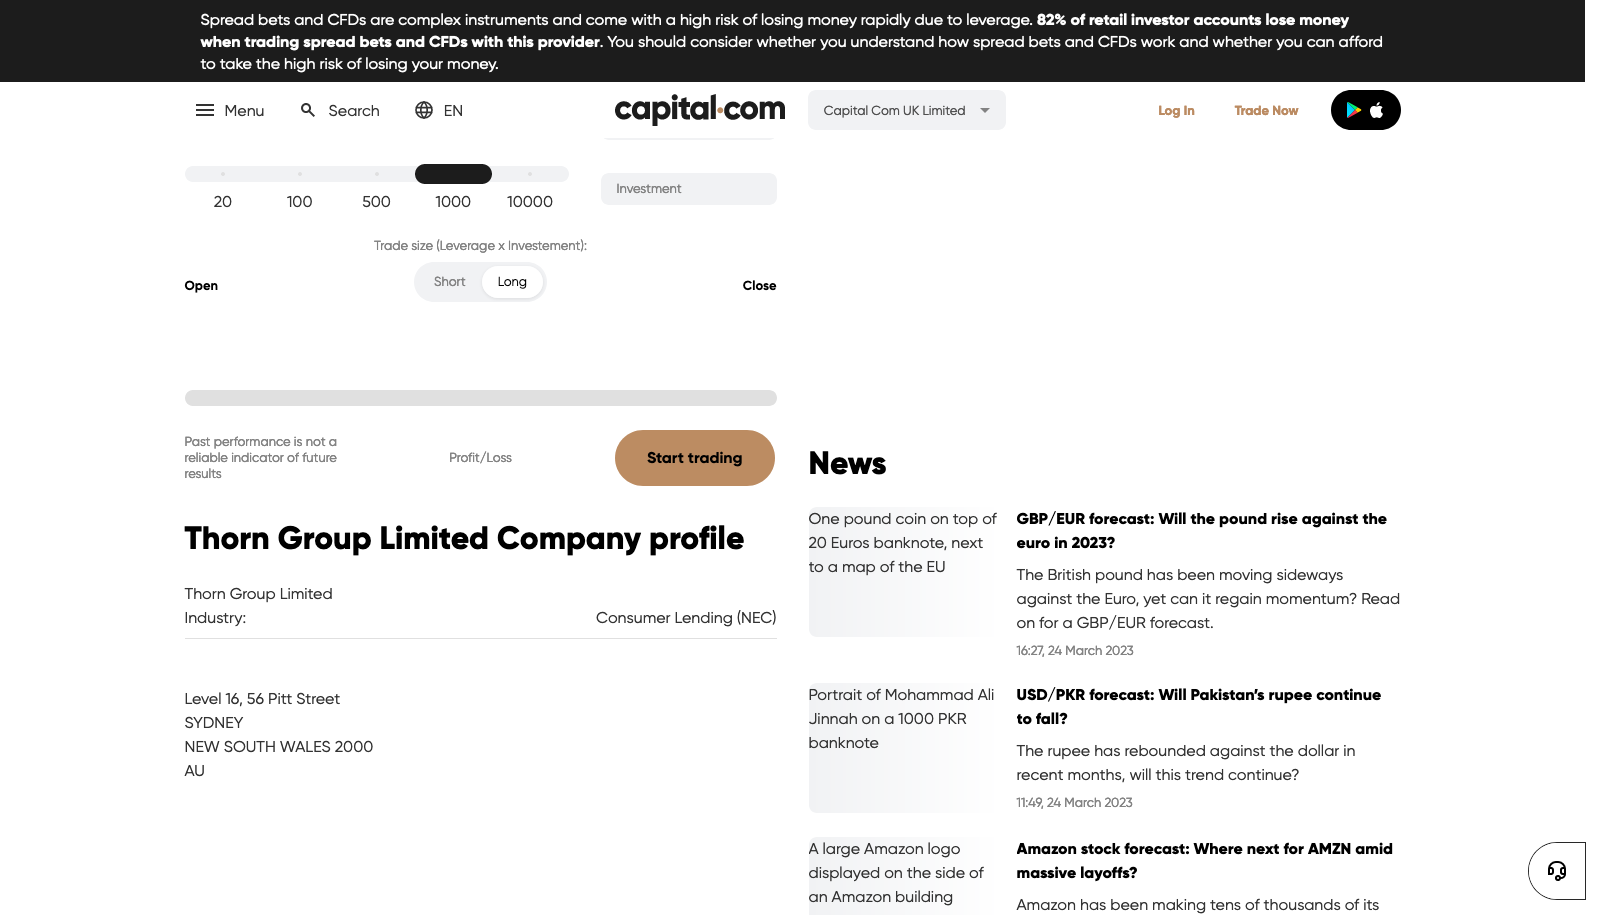 Spread bets and CFDs are complex instruments and come with a high risk of losing money rapidly due to leverage. 82% of retail investor accounts lose money
when trading spread bets and CFDs with this provider. You should consider whether you understand how spread bets and CFDs work and whether you can afford
to take the high risk of losing your money.
Menu
Search
EN
capital.com
Capital Com UK Limited
Log In
Trade Now
20
100
500
1000
10000
Investment
Trade size (Leverage x Investement):
Open
Short
Long
Close
Past performance is not a
reliable indicator of future
results
Profit/Loss
Start trading
Thorn Group Limited Company profile
Thorn Group Limited
Industry:
Consumer Lending (NEC)
Level 16, 56 Pitt Street
SYDNEY
NEW SOUTH WALES 2000
AU
News
One pound coin on top of
20 Euros banknote, next
to a map of the EU
GBP/EUR forecast: Will the pound rise against the
euro in 2023?
The British pound has been moving sideways
against the Euro, yet can it regain momentum? Read
on for a GBP/EUR forecast.
16:27, 24 March 2023
Portrait of Mohammad Ali
Jinnah on a 1000 PKR
banknote
USD/PKR forecast: Will Pakistan's rupee continue
to fall?
The rupee has rebounded against the dollar in
recent months, will this trend continue?
11:49, 24 March 2023
A large Amazon logo
displayed on the side of
an Amazon building
Amazon stock forecast: Where next for AMZN amid
massive layoffs?
Amazon has been making tens of thousands of its